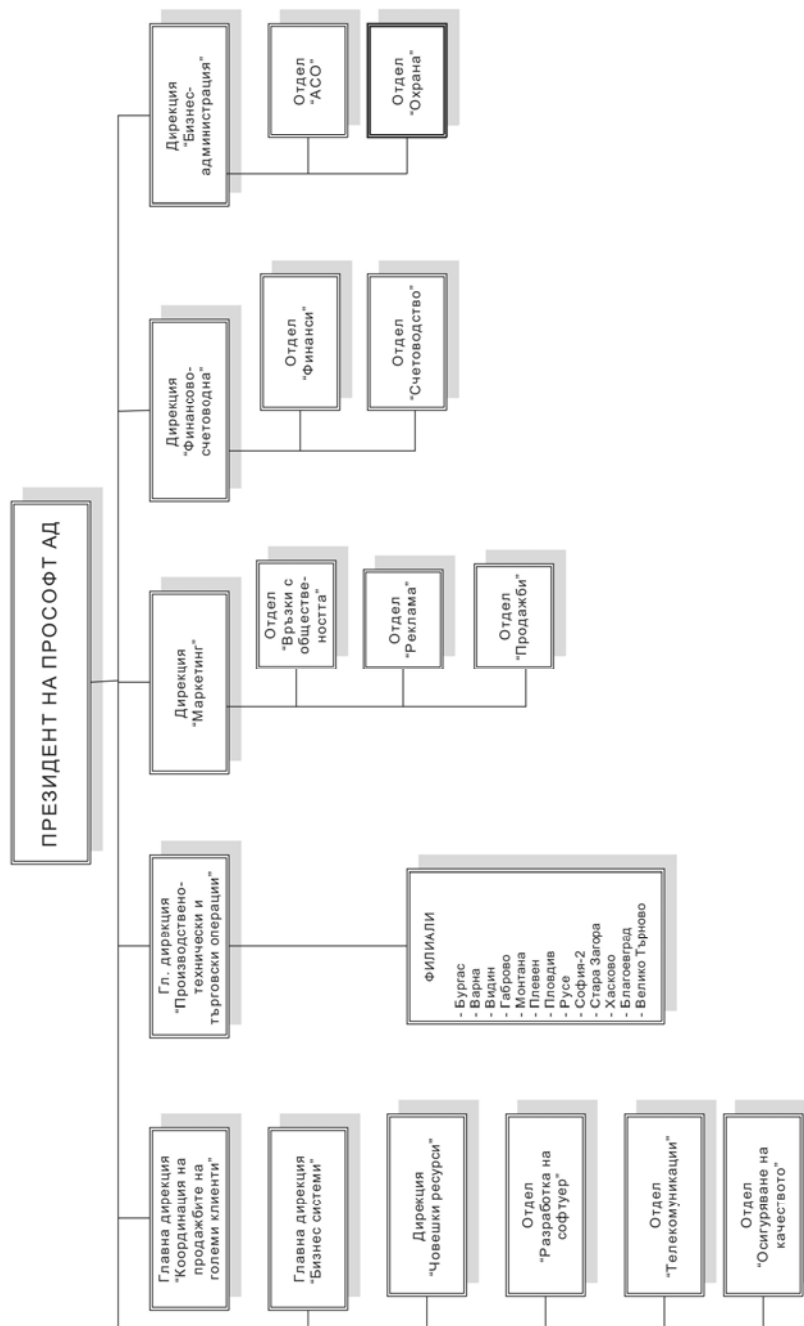 ПРЕЗИДЕНТ НА ПРОСОФТ АД
Главна дирекция
"Координация на
продажбите на
големи клиенти"
Главна дирекция
"Бизнес системи"
Дирекция
"Човешки ресурси"
Отдел
"Разработка на
софтуер"
Отдел
"Телекомуникации"
Отдел
"Осигуряване на
качеството"
Гл. дирекция
"Производствено-
технически и
търговски операции"
ФИЛИАЛИ
- Бургас
- Варна
- Видин
- Габрово
- Монтана
- Плевен
- Пловдив
- Русе
- София-2
- Стара Загора
- Хасково
- Благоевград
- Велико Търново
Дирекция
"Маркетинг"
Отдел
"Връзки с
обществе-
ността"
Отдел
"Реклама"
Отдел
"Продажби"
Дирекция
"Финансово-
счетоводна"
Отдел
"Финанси"
Отдел
"Счетоводство"
Дирекция
"Бизнес-
администрация"
Отдел
"АСО"
Отдел
"Охрана"